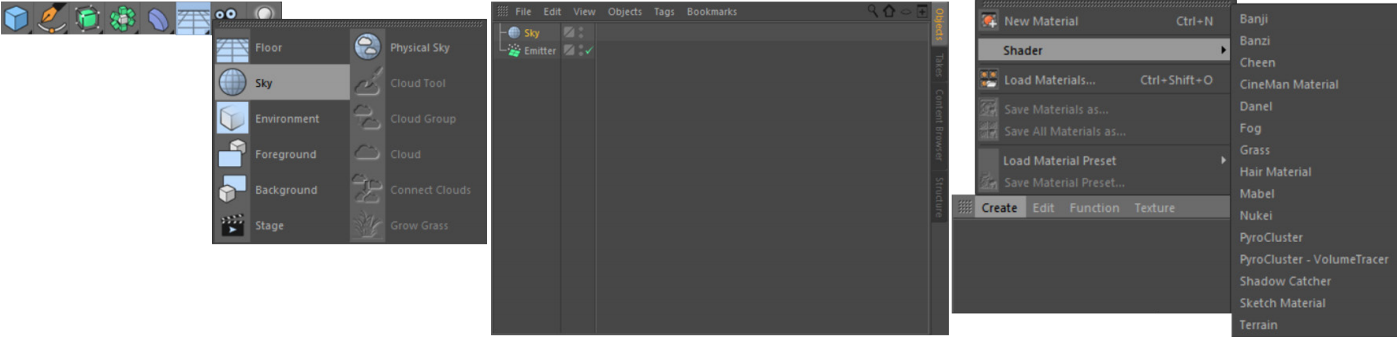 Floor
Physical Sky
Sky
Cloud Tool
Environment
Cloud Group
Foreground
Cloud
Background
Connect Clouds
Stage
Grow Grass
File Edit View Objects Tags Bookmarks
Sky
Emitter
Objects
Takes
Content Browser
Structure
New Material Ctrl+N
Shader
Load Materials... Ctrl+Shift+O
Save Materials as...
Save All Materials as...
Load Material Preset
Save Material Preset...
Create Edit Function Texture
Banji
Banzi
Cheen
CineMan Material
Danel
Fog
Grass
Hair Material
Mabel
Nukei
PyroCluster
PyroCluster - VolumeTracer
Shadow Catcher
Sketch Material
Terrain